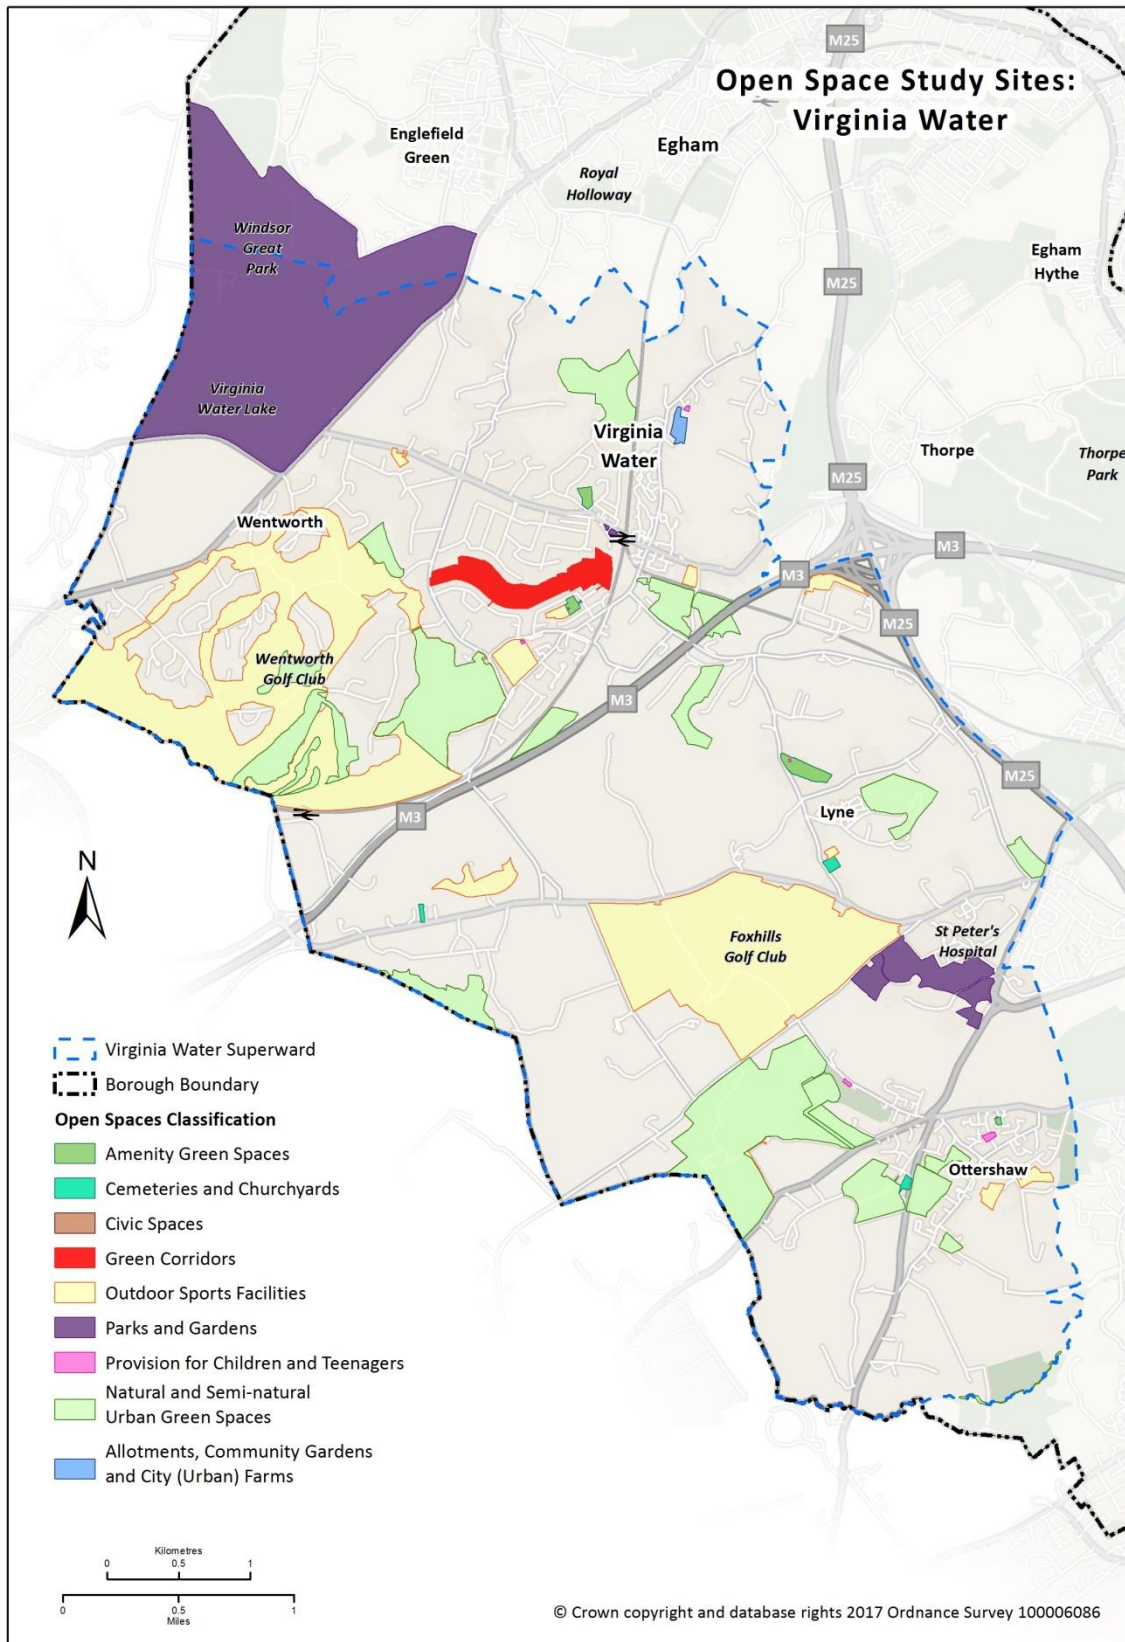 M25
Open Space Study Sites:
Virginia Water
Englefield
Green
Egham
Royal
Holloway
Windsor
Great
Park
Egham
Hythe
M25
Virginia
Water Lake
Virginia
Water
Thorpe
Thorpe
Park
M25
Wentworth
M3
M3
M25
Wentworth
Golf Club
M3
M25
M3
Lyne
N
Foxhills
Golf Club
St Peter's
Hospital
Virginia Water Superward
Borough Boundary
Open Spaces Classification
Amenity Green Spaces
Cemeteries and Churchyards
Civic Spaces
Green Corridors
Outdoor Sports Facilities
Parks and Gardens
Provision for Children and Teenagers
Natural and Semi-natural
Urban Green Spaces
Allotments, Community Gardens
and City (Urban) Farms
Ottershaw
Kilometres
0 0.5 1
0 0.5 1
Miles
© Crown copyright and database rights 2017 Ordnance Survey 100006086